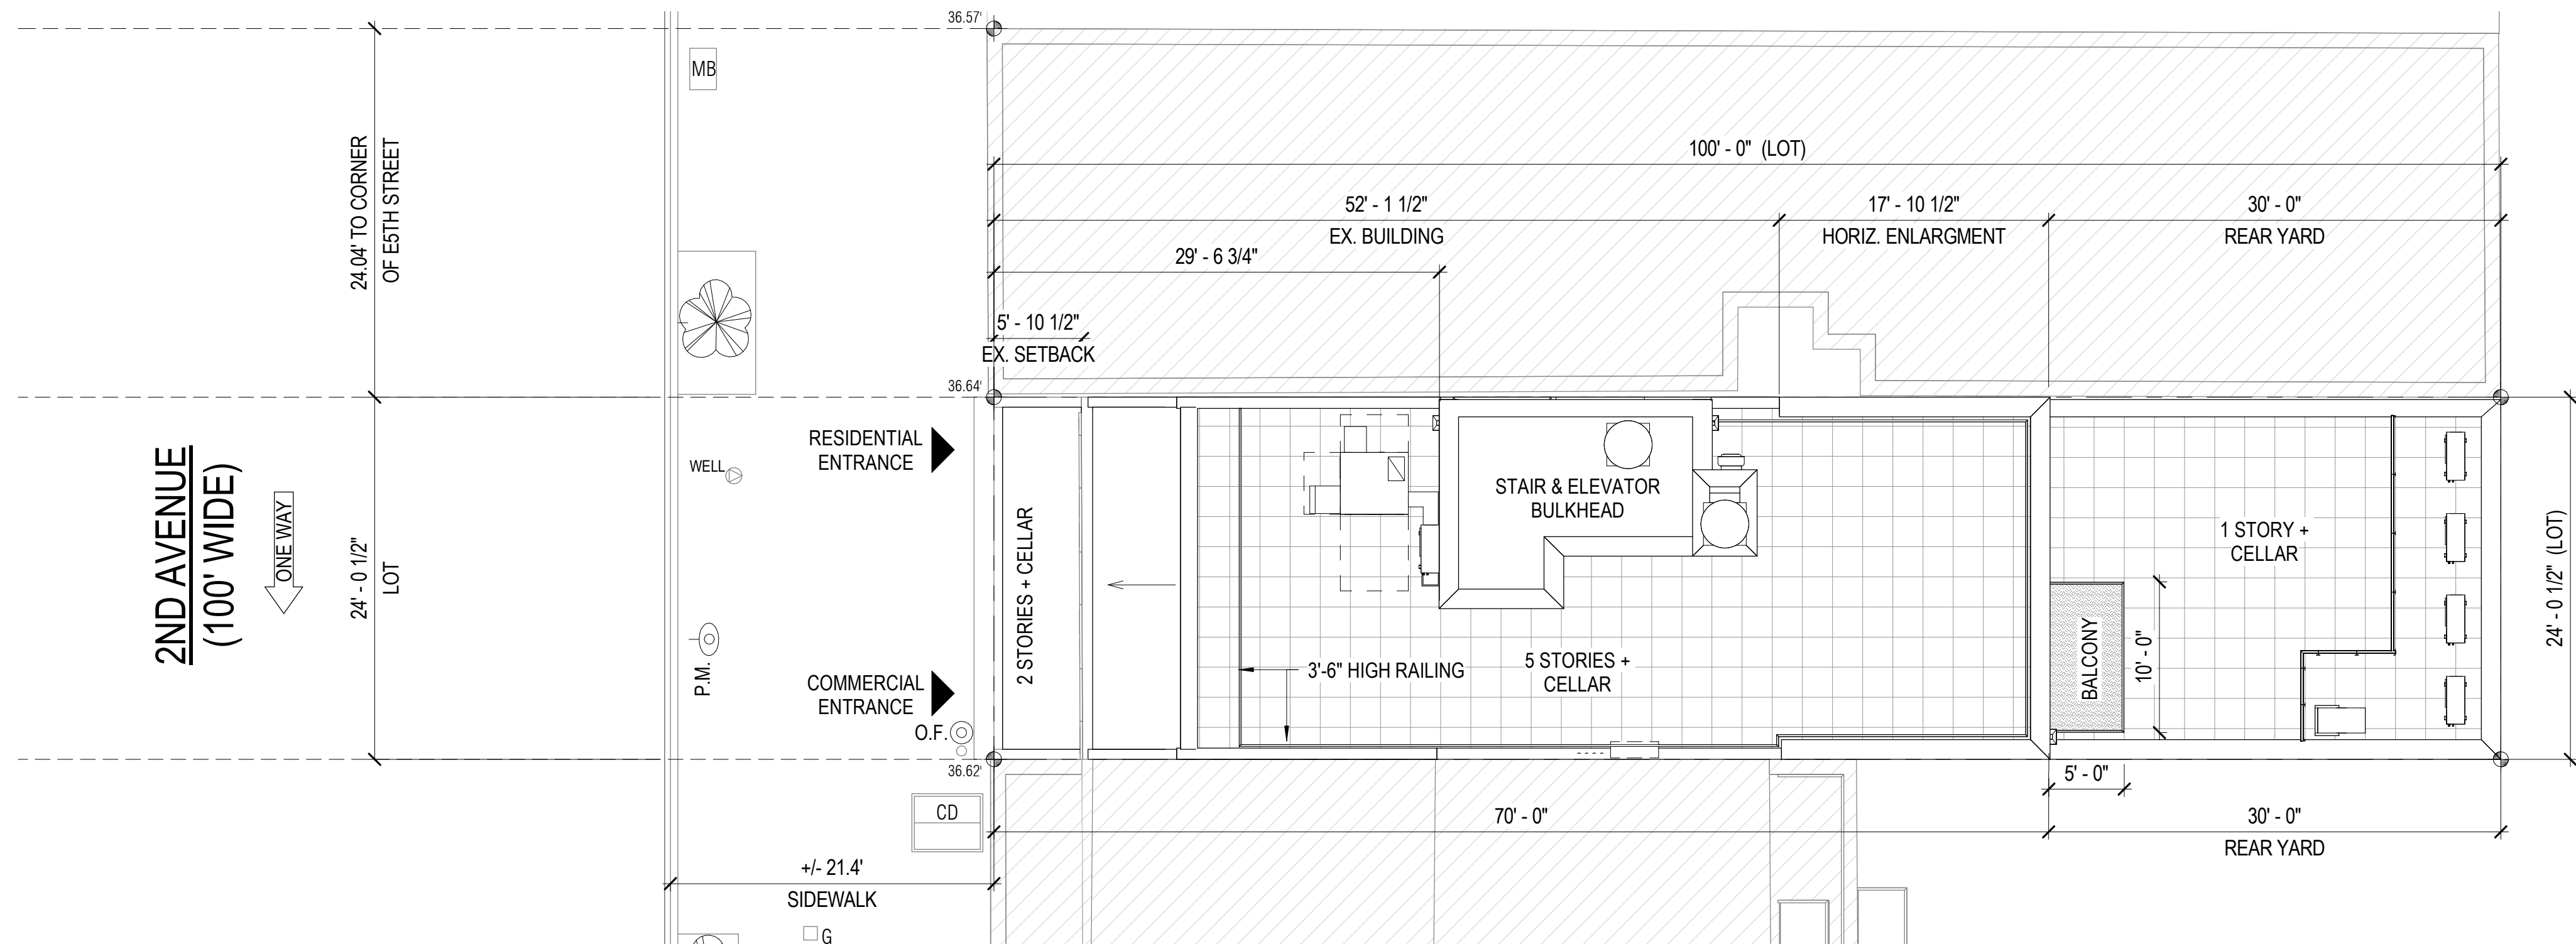 36.57'
MB
24.04' TO CORNER
OF E5TH STREET
100' - 0" (LOT)
52' - 1 1/2"
EX. BUILDING
17' - 10 1/2"
HORIZ. ENLARGMENT
30' - 0"
REAR YARD
29' - 6 3/4"
5' - 10 1/2"
EX. SETBACK
36.64'
2ND AVENUE
(100' WIDE)
ONE WAY
24' - 0 1/2"
LOT
WELL
RESIDENTIAL
ENTRANCE
P.M.
COMMERCIAL
ENTRANCE
O.F.
36.62'
2 STORIES + CELLAR
STAIR & ELEVATOR
BULKHEAD
3'-6" HIGH RAILING
5 STORIES +
CELLAR
1 STORY +
CELLAR
BALCONY
10' - 0"
24' - 0 1/2" (LOT)
5' - 0"
CD
70' - 0"
30' - 0"
REAR YARD
+/- 21.4'
SIDEWALK
G